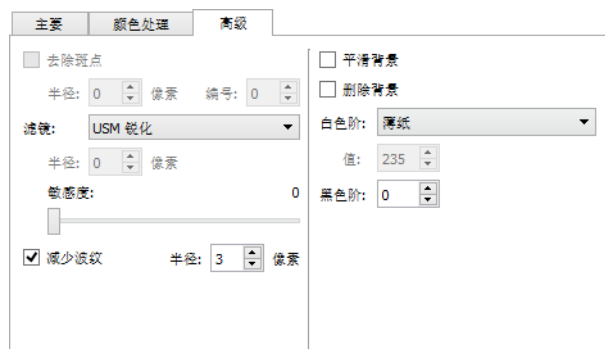 主要 颜色处理 高级
去除斑点
半径: 0 像素 编号: 0
滤镜: USM 锐化
半径: 0 像素
敏感度: 0
减少波纹 半径: 3 像素
平滑背景
删除背景
白色阶: 薄纸
值: 235
黑色阶: 0